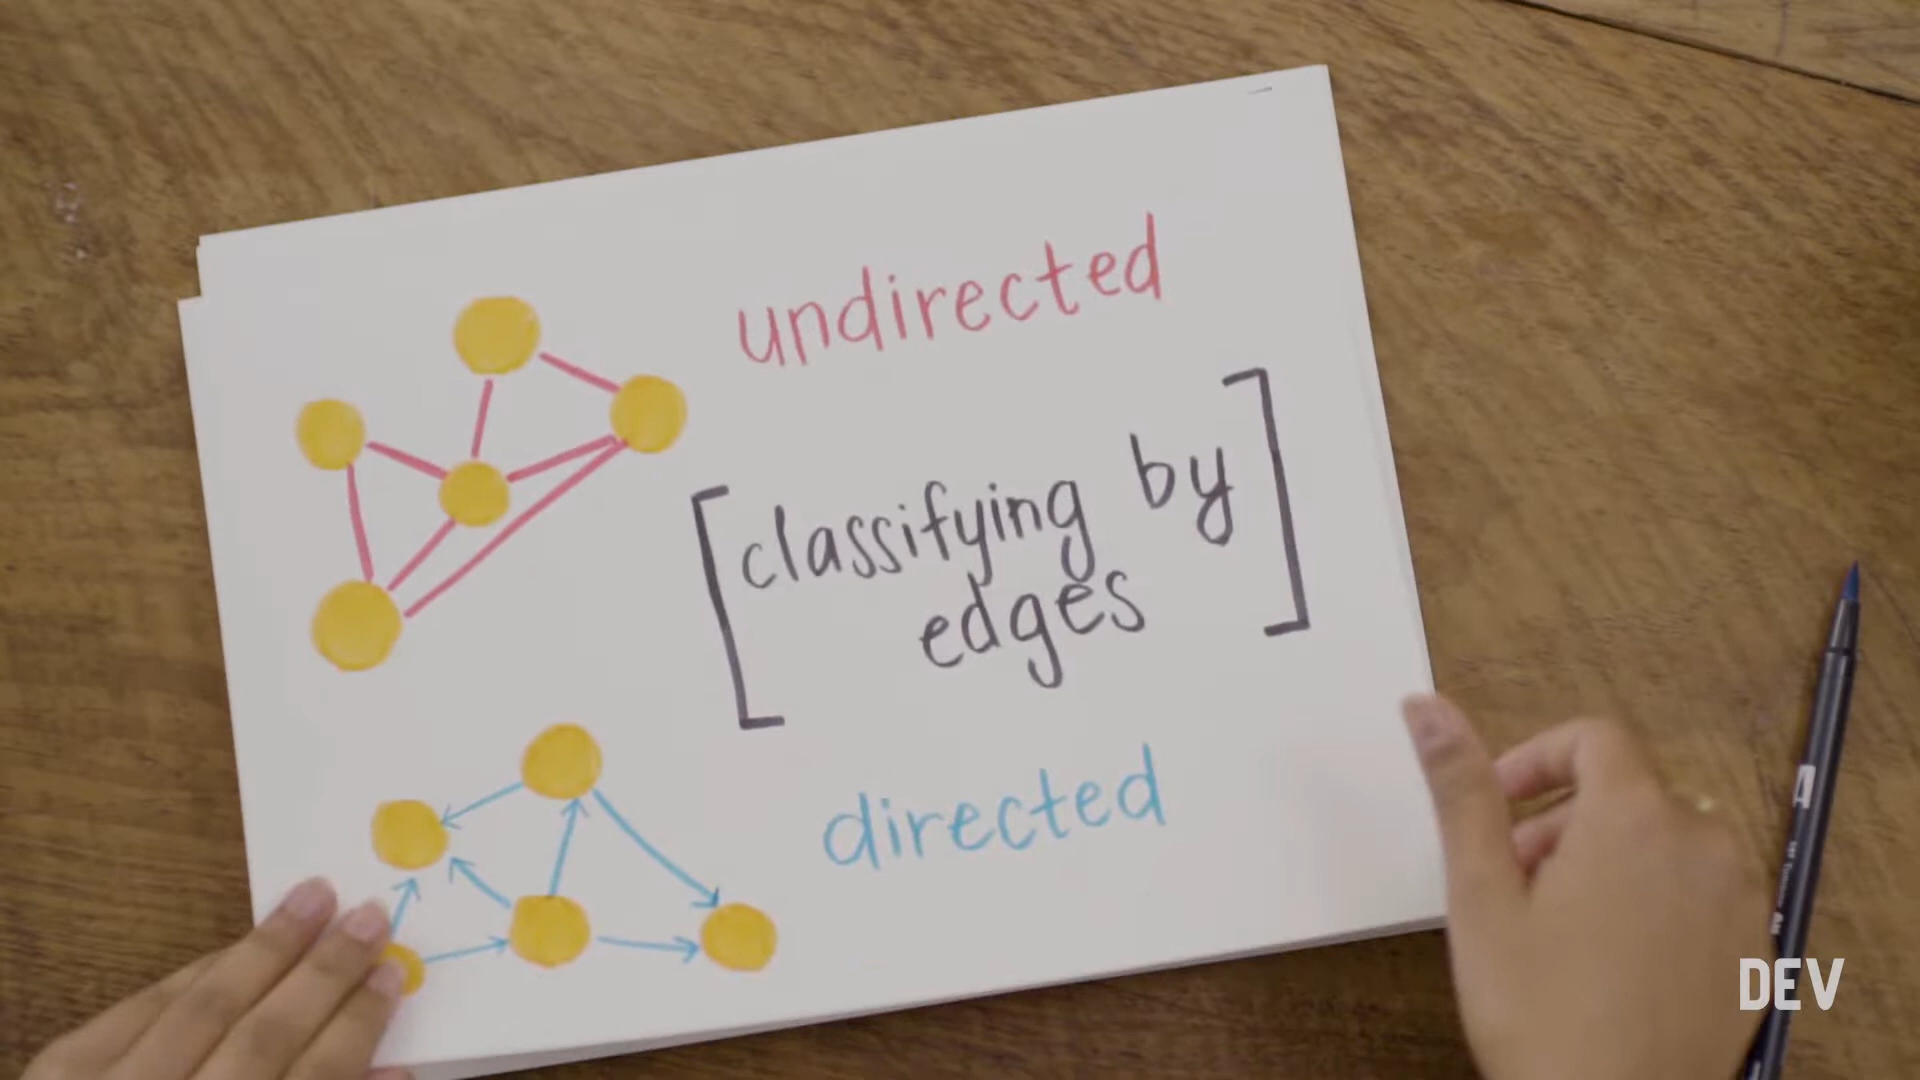 undirected
[classifying by
edges]
directed
DEV